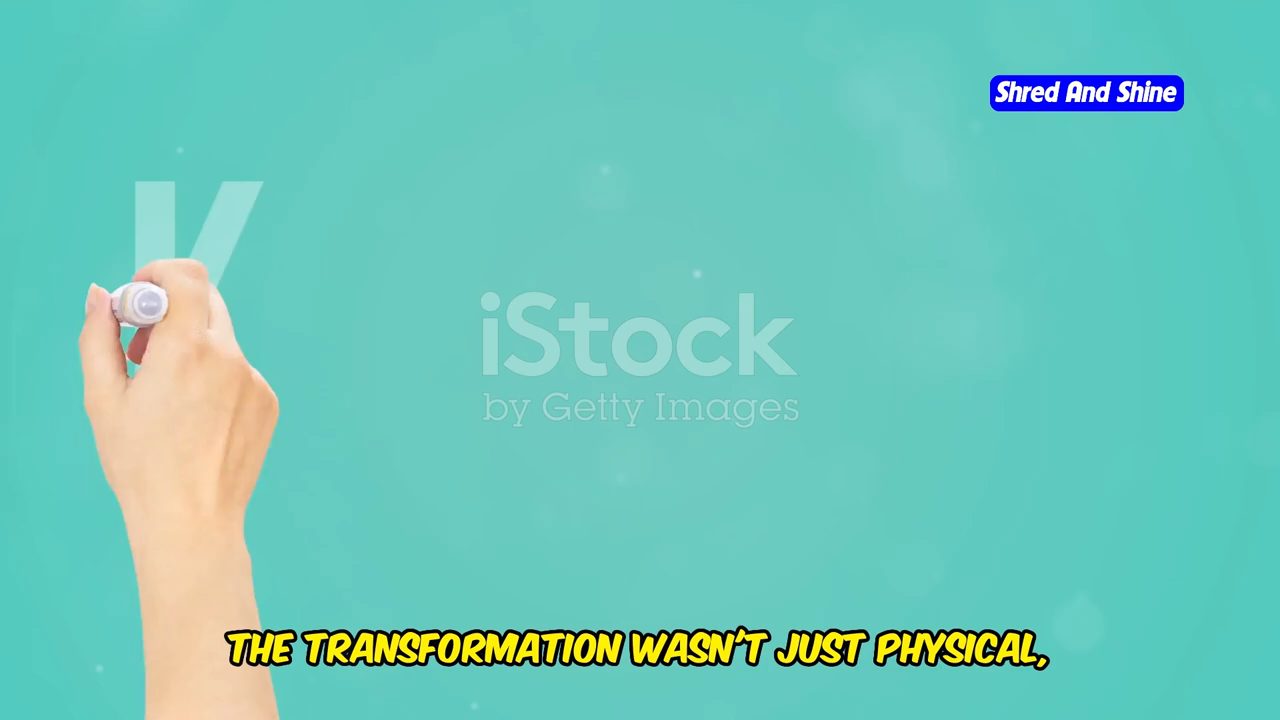 Shred And Shine
K
iStock
by Getty Images
THE TRANSFORMATION WASN'T JUST PHYSICAL,